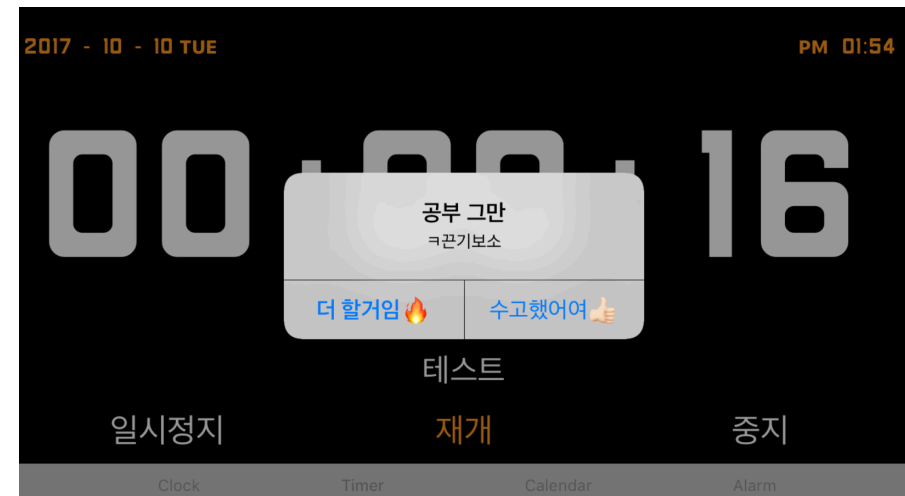 2017 - 10 - 10 TUE
PM 01:54
00:00:16
공부 그만
ㅋ끈기보소
더 할거임🔥
수고했어여👍🏻
테스트
일시정지
재개
중지
Clock
Timer
Calendar
Alarm